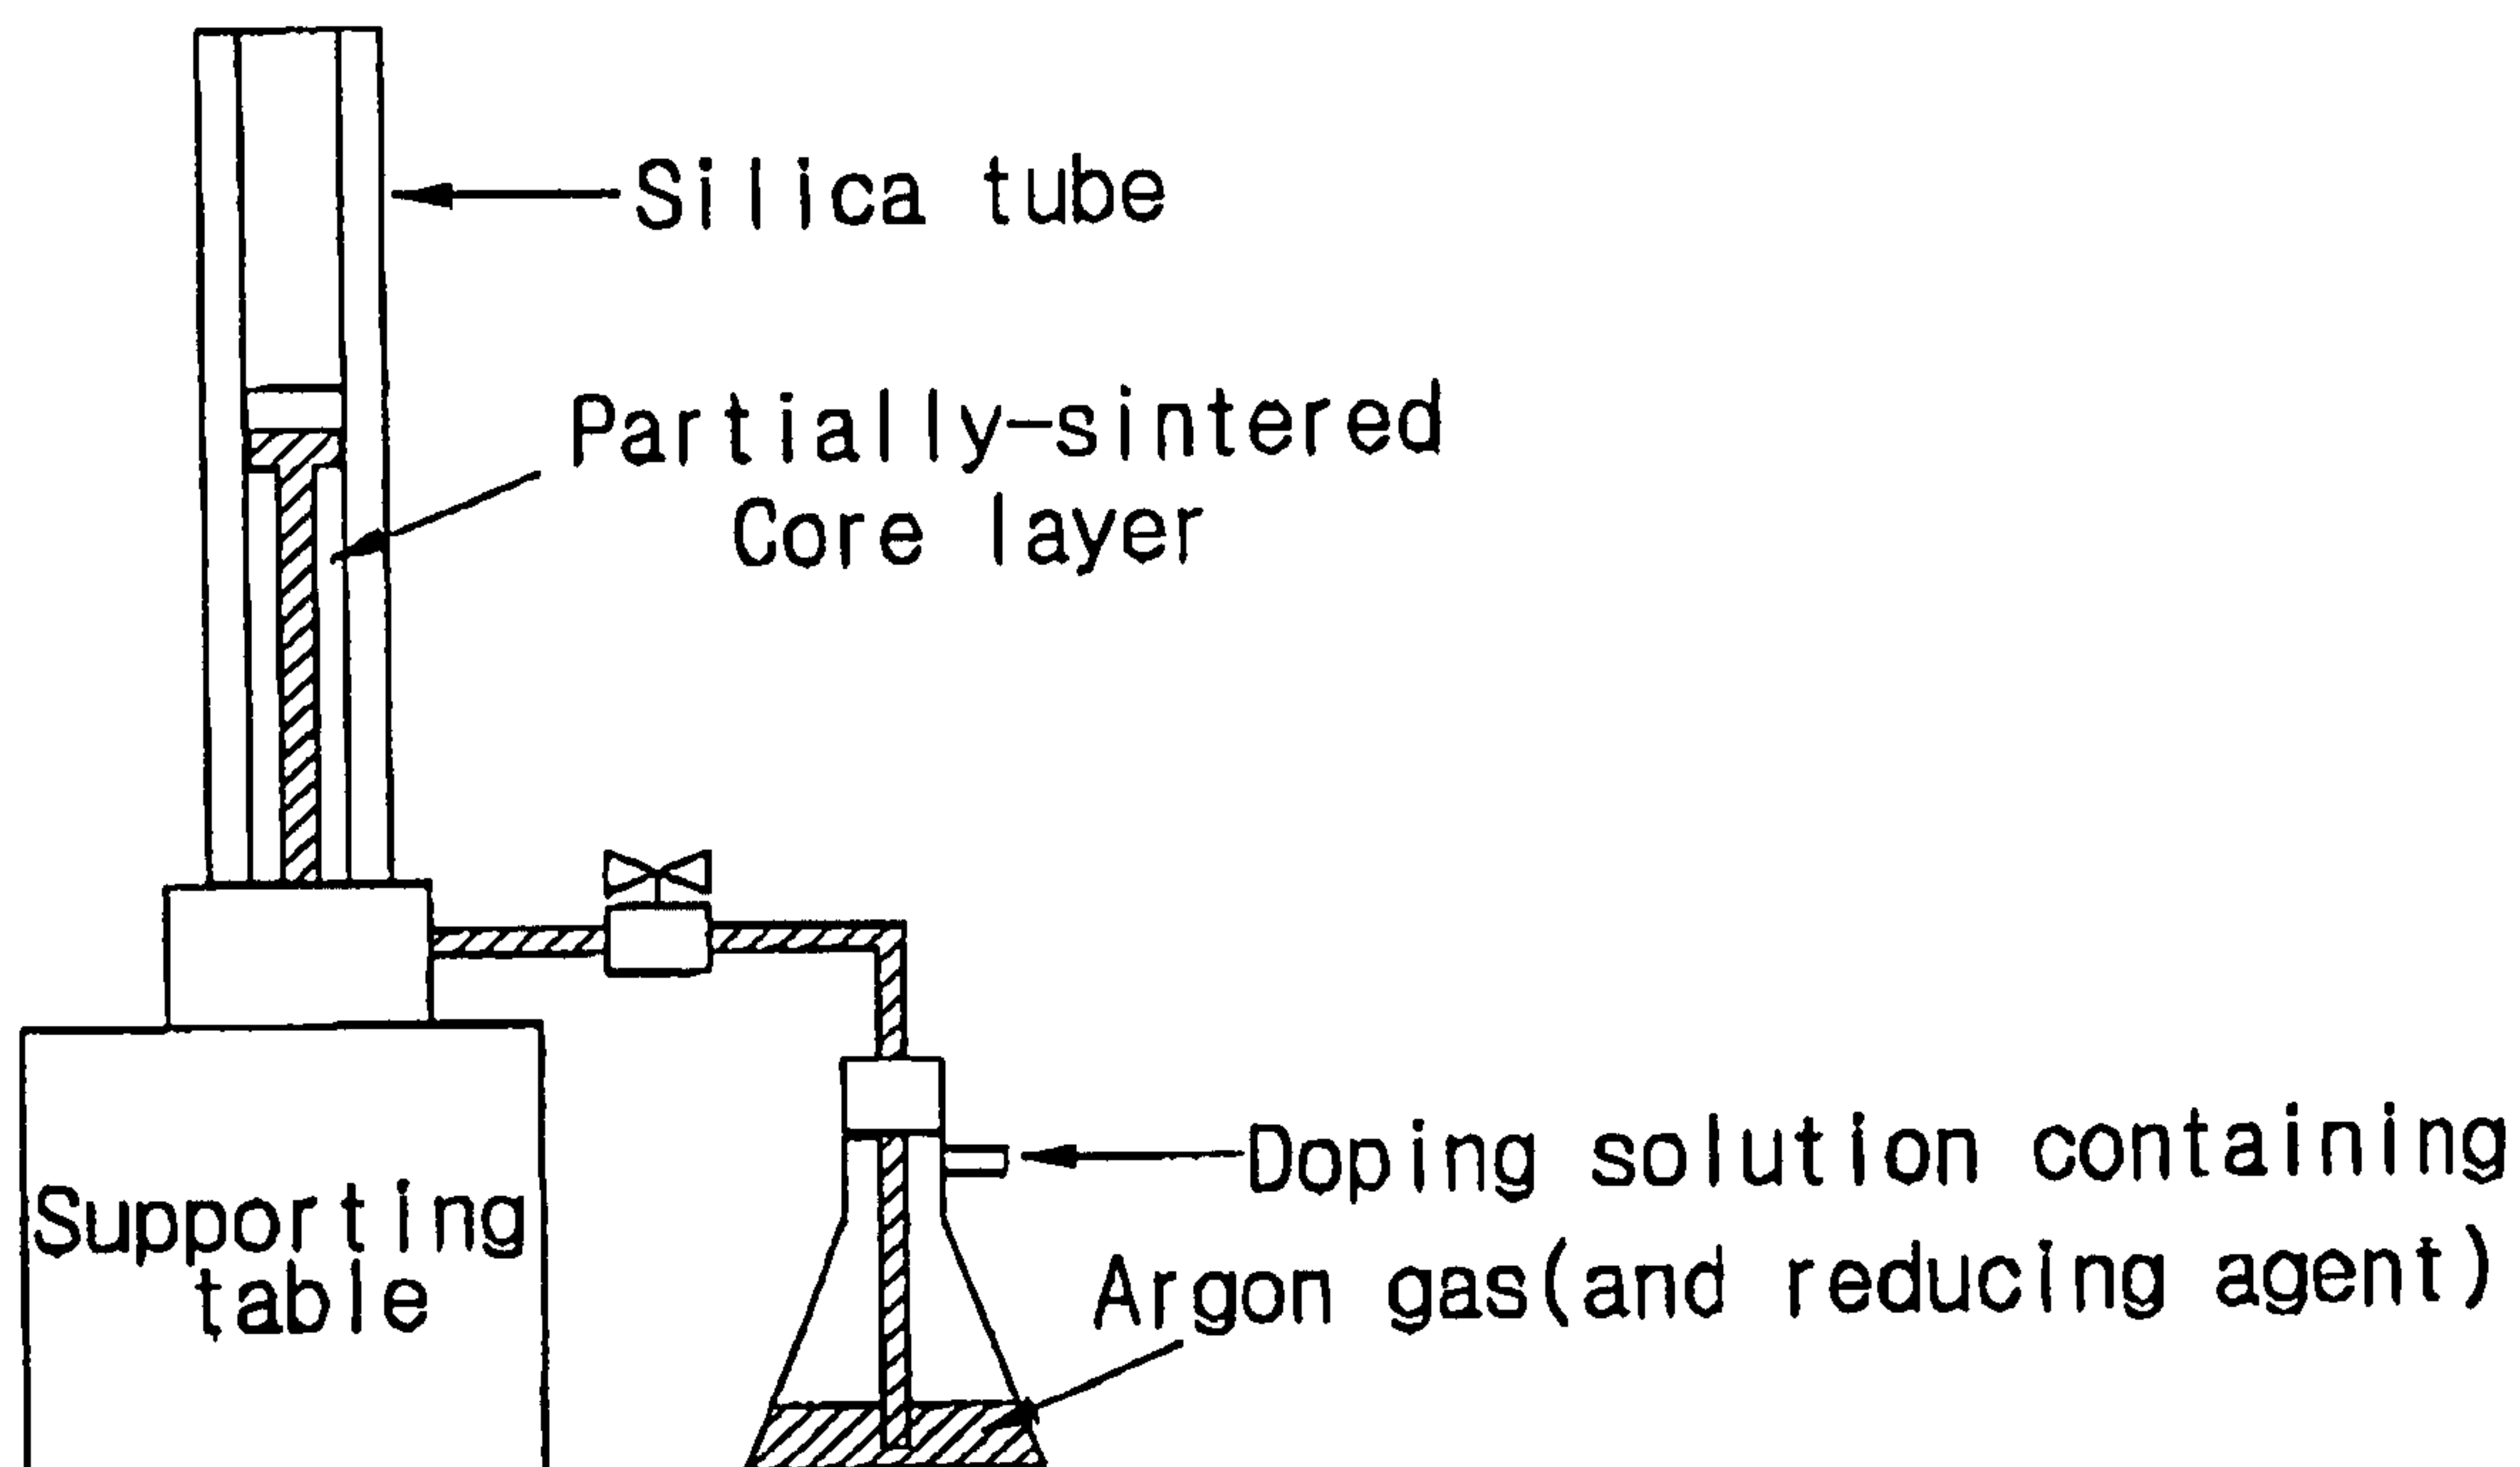 Silica tube
Partially-sintered
Core layer
Doping solution containing
Argon gas(and reducing agent)
Supporting
table